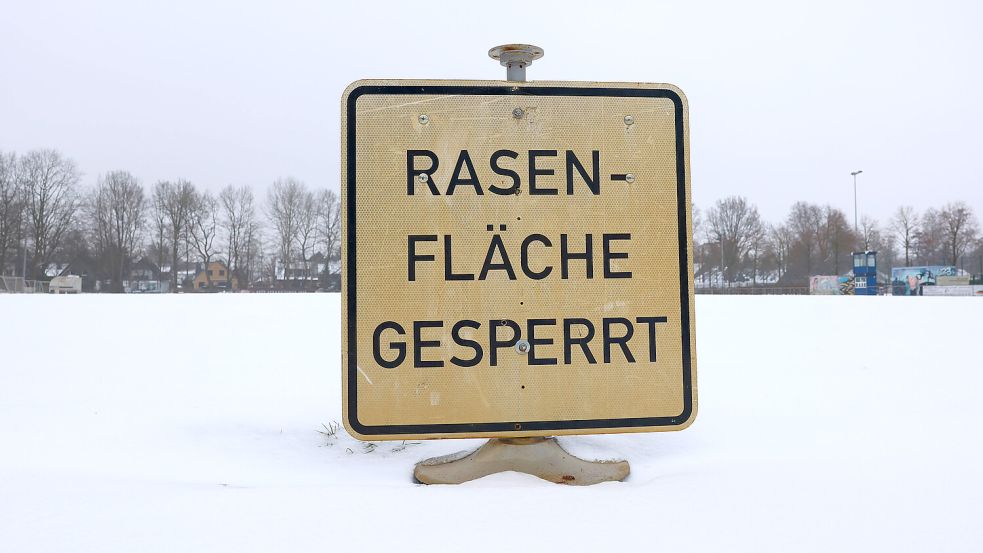 RASEN-
FLÄCHE
GESPERRT